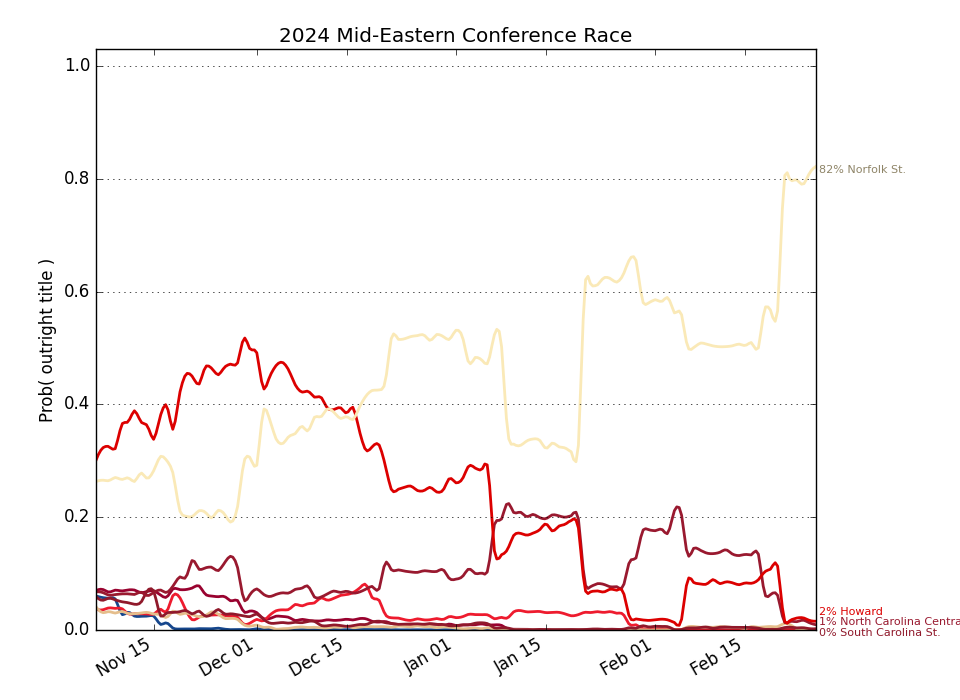 2024 Mid-Eastern Conference Race
Prob( outright title )
1.0
0.8
0.6
0.4
0.2
0.0
Nov 15
Dec 01
Dec 15
Jan 01
Jan 15
Feb 01
Feb 15
82% Norfolk St.
2% Howard
1% North Carolina Centra
0% South Carolina St.